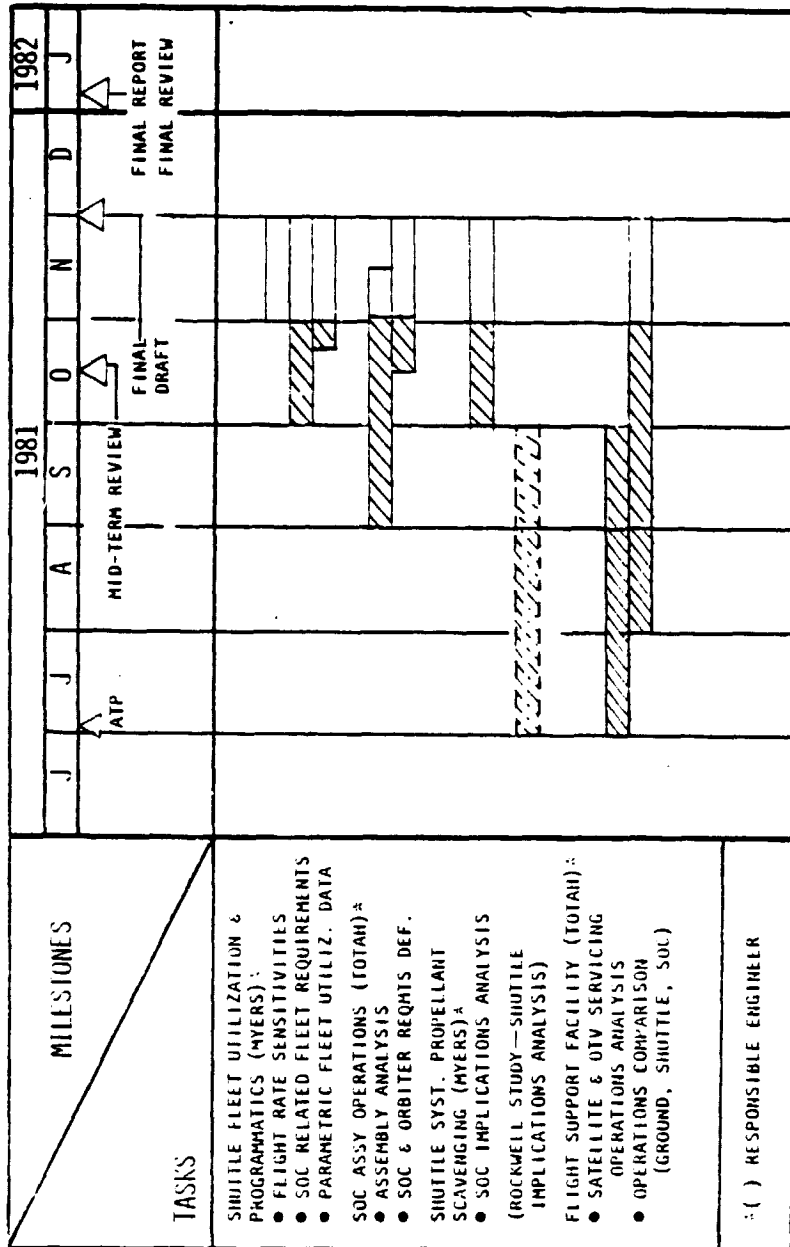 MILESTONES
TASKS
1981
1982
J J A S O N D J
ATP
MID-TERM REVIEW
FINAL
DRAFT
FINAL REPORT
FINAL REVIEW
SHUTTLE FLEET UTILIZATION &
PROGRAMMATICS (MYERS)*
• FLIGHT RATE SENSITIVITIES
• SOC RELATED FLEET REQUIREMENTS
• PARAMETRIC FLEET UTILIZ. DATA
SOC ASSY OPERATIONS (TOTAH)*
• ASSEMBLY ANALYSIS
• SOC & ORBITER REQMTS DEF.
SHUTTLE SYST. PROPELLANT
SCAVENGING (MYERS)*
• SOC IMPLICATIONS ANALYSIS
(ROCKWELL STUDY—SHUTTLE
IMPLICATIONS ANALYSIS)
FLIGHT SUPPORT FACILITY (TOTAH)*
• SATELLITE & OTV SERVICING
OPERATIONS ANALYSIS
• OPERATIONS COMPARISON
(GROUND, SHUTTLE, SOC)
*( ) RESPONSIBLE ENGINEER